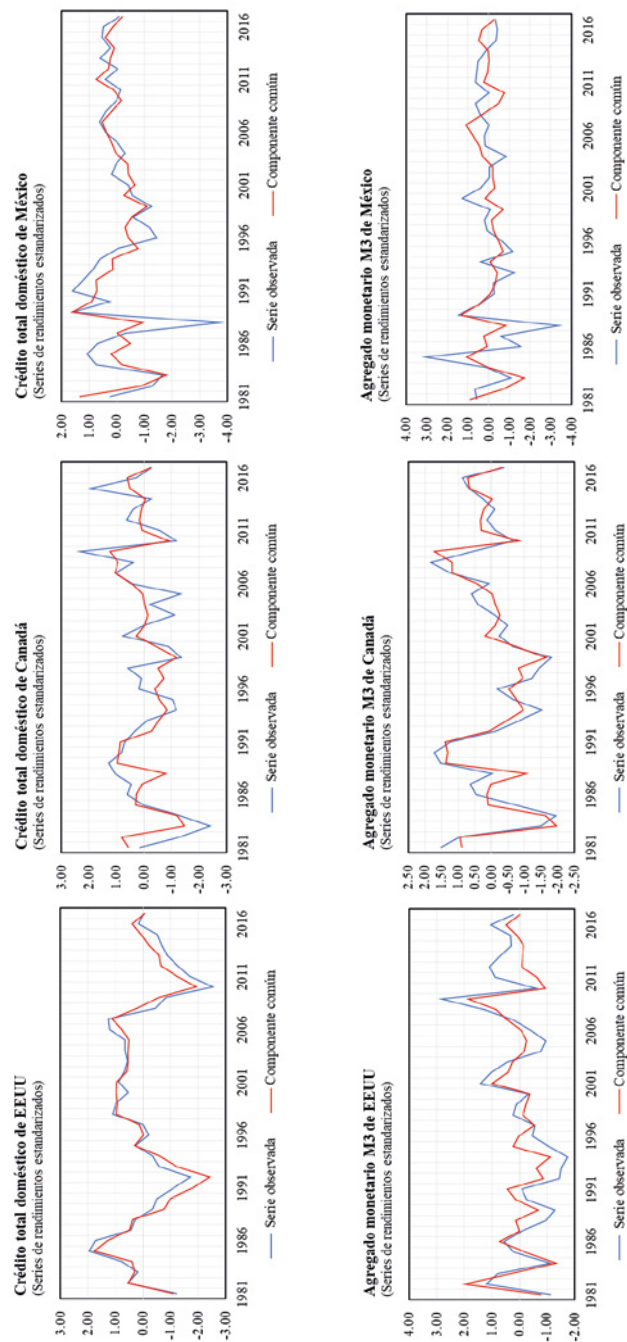 Crédito total doméstico de EEUU
(Series de rendimientos estandarizados)
3.00
2.00
1.00
0.00
-1.00
-2.00
-3.00
1981 1986 1991 1996 2001 2006 2011 2016
Serie observada Componente común
Crédito total doméstico de Canadá
(Series de rendimientos estandarizados)
3.00
2.00
1.00
0.00
-1.00
-2.00
-3.00
1981 1986 1991 1996 2001 2006 2011 2016
Serie observada Componente común
Crédito total doméstico de México
(Series de rendimientos estandarizados)
2.00
1.00
0.00
-1.00
-2.00
-3.00
-4.00
1981 1986 1991 1996 2001 2006 2011 2016
Serie observada Componente común
Agregado monetario M3 de EEUU
(Series de rendimientos estandarizados)
4.00
3.00
2.00
1.00
0.00
-1.00
-2.00
1981 1986 1991 1996 2001 2006 2011 2016
Serie observada Componente común
Agregado monetario M3 de Canadá
(Series de rendimientos estandarizados)
2.50
2.00
1.50
1.00
0.50
0.00
-0.50
-1.00
-1.50
-2.00
-2.50
1981 1986 1991 1996 2001 2006 2011 2016
Serie observada Componente común
Agregado monetario M3 de México
(Series de rendimientos estandarizados)
4.00
3.00
2.00
1.00
0.00
-1.00
-2.00
-3.00
-4.00
1981 1986 1991 1996 2001 2006 2011 2016
Serie observada Componente común